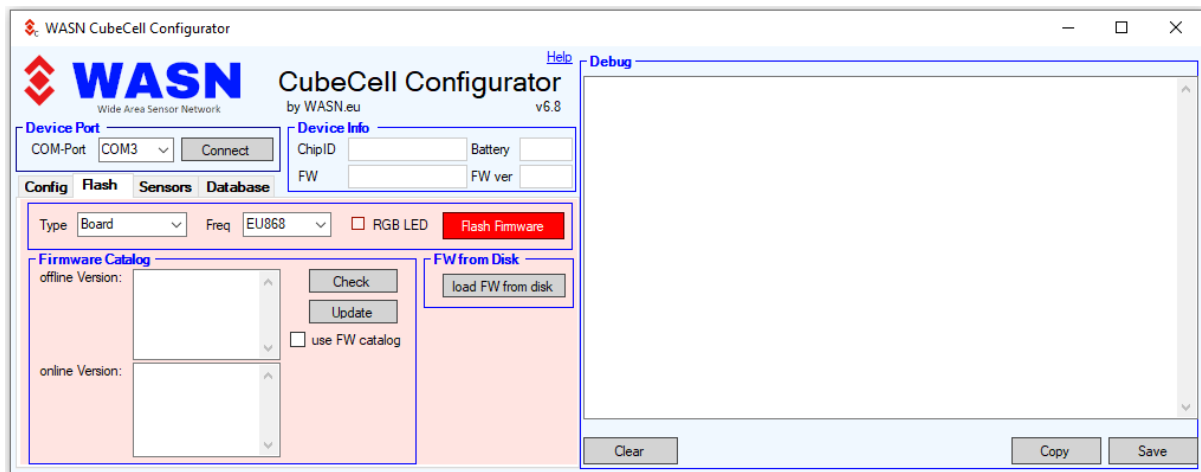 WASN CubeCell Configurator
Help
WASN
Wide Area Sensor Network
CubeCell Configurator
by WASN.eu v6.8
Device Port
COM-Port COM3 Connect
Device Info
ChipID Battery
FW FW ver
Config Flash Sensors Database
Type Board Freq EU868 RGB LED Flash Firmware
Firmware Catalog
offline Version:
Check
Update
use FW catalog
online Version:
FW from Disk
load FW from disk
Debug
Clear Copy Save